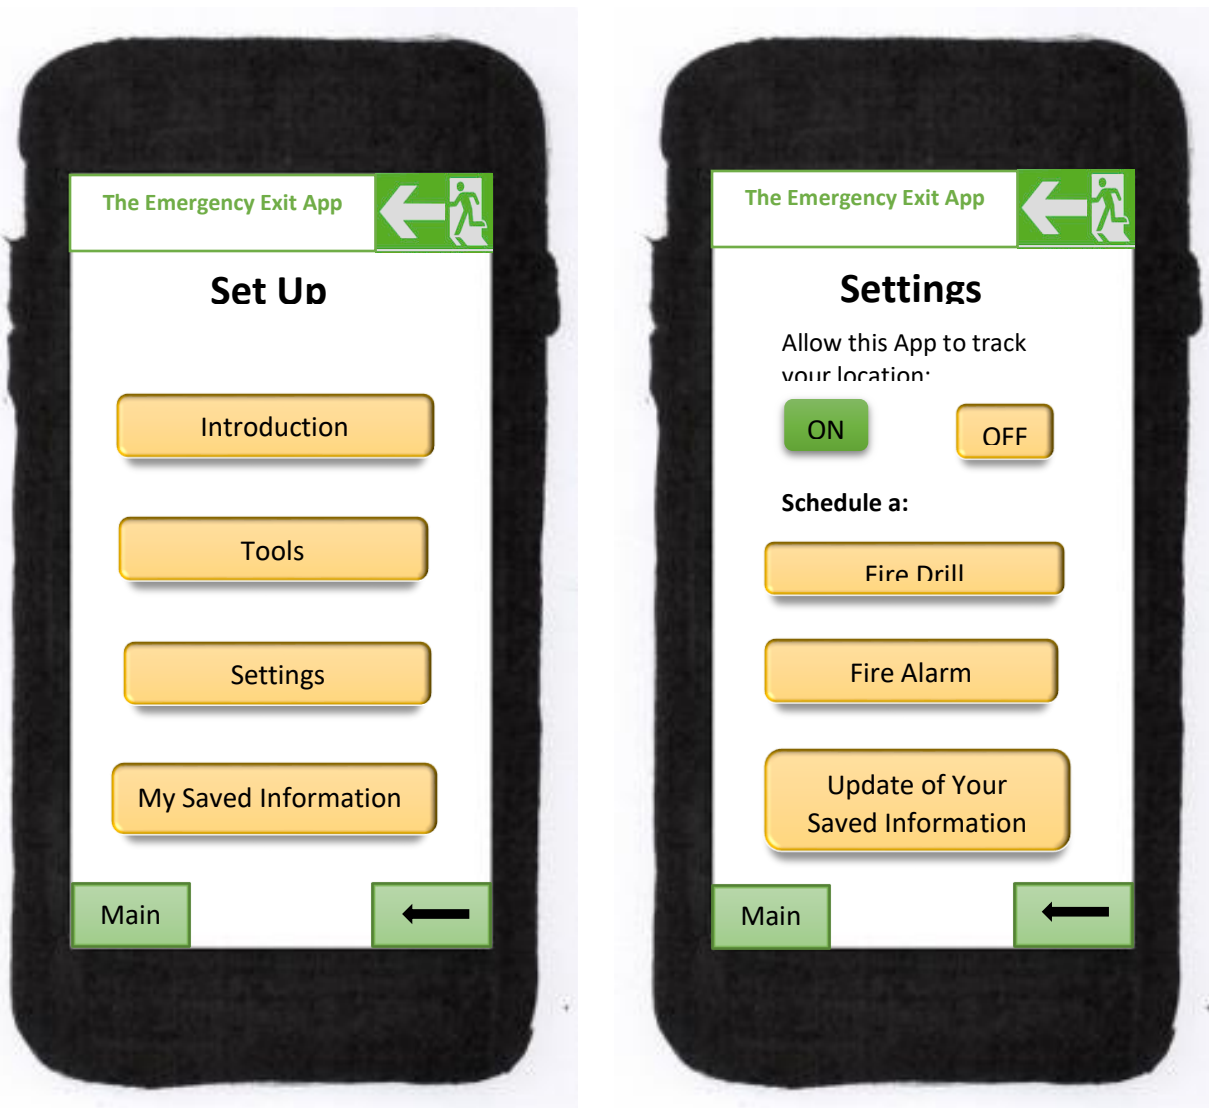 The Emergency Exit App
Set Up
Introduction
Tools
Settings
My Saved Information
Main
The Emergency Exit App
Settings
Allow this App to track
your location:
ON
OFF
Schedule a:
Fire Drill
Fire Alarm
Update of Your
Saved Information
Main